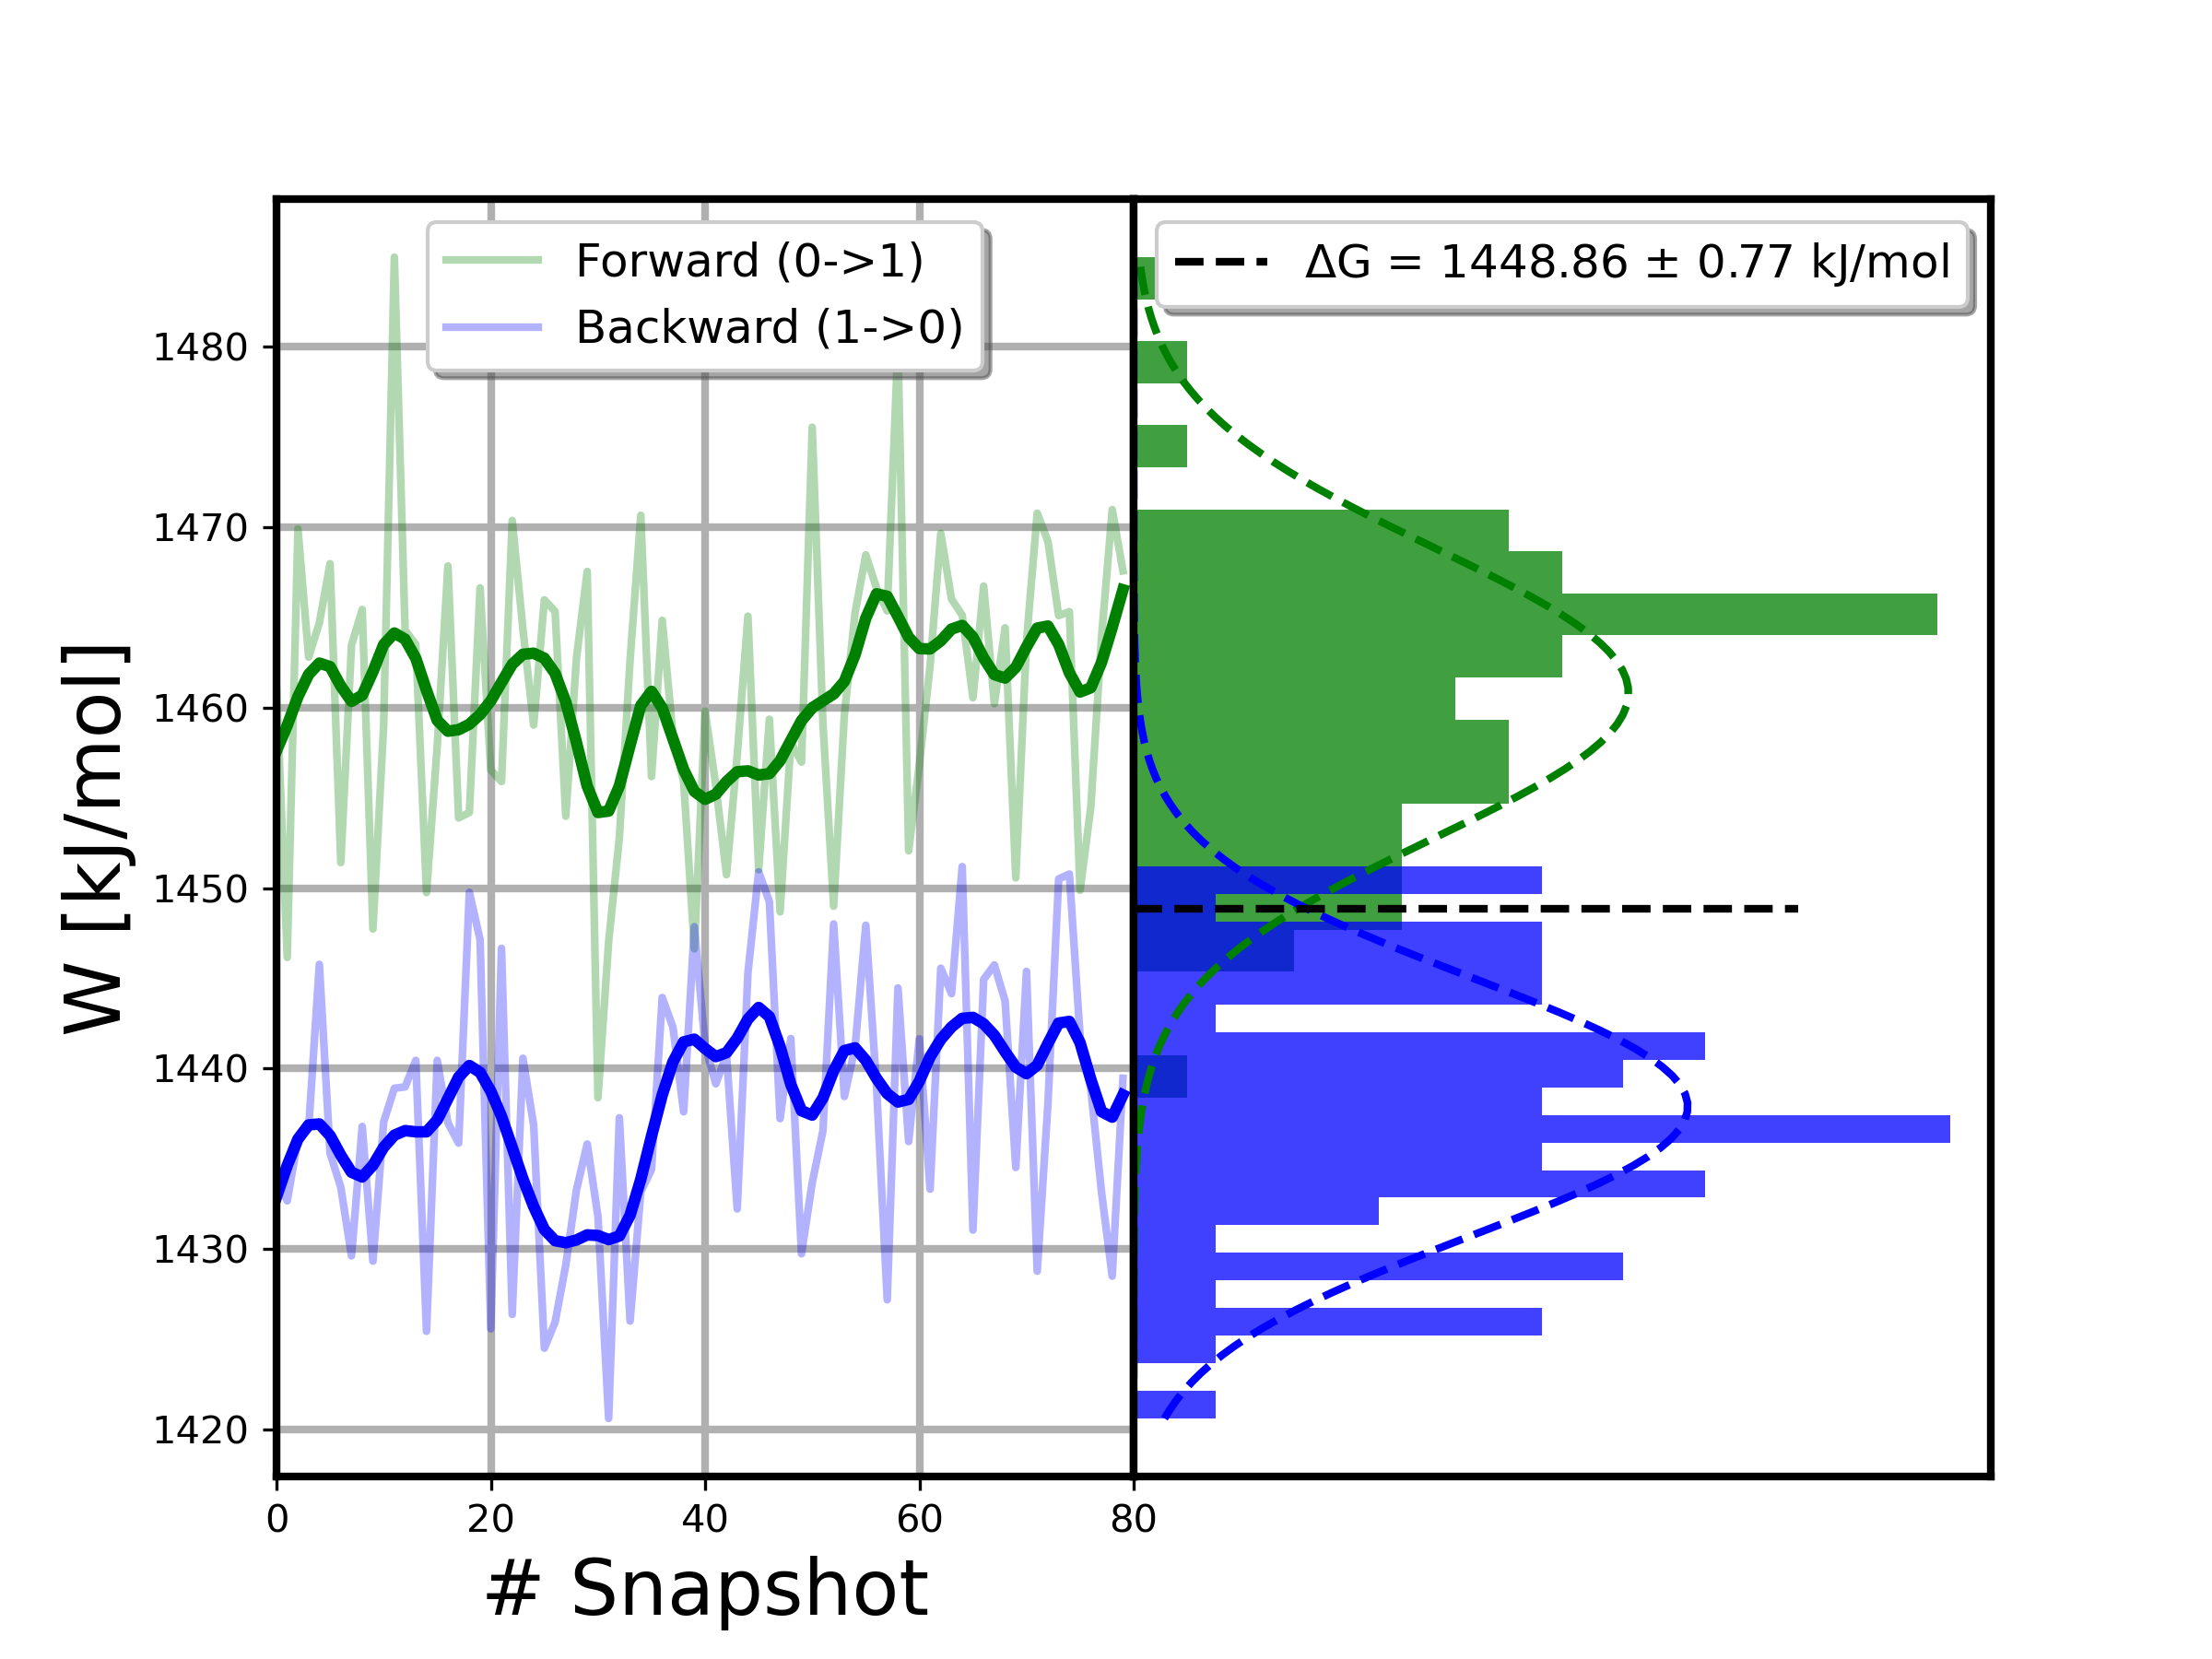 Forward (0->1)
Backward (1->0)
ΔG = 1448.86 ± 0.77 kJ/mol
W [kJ/mol]
1480
1470
1460
1450
1440
1430
1420
0 20 40 60 80
# Snapshot